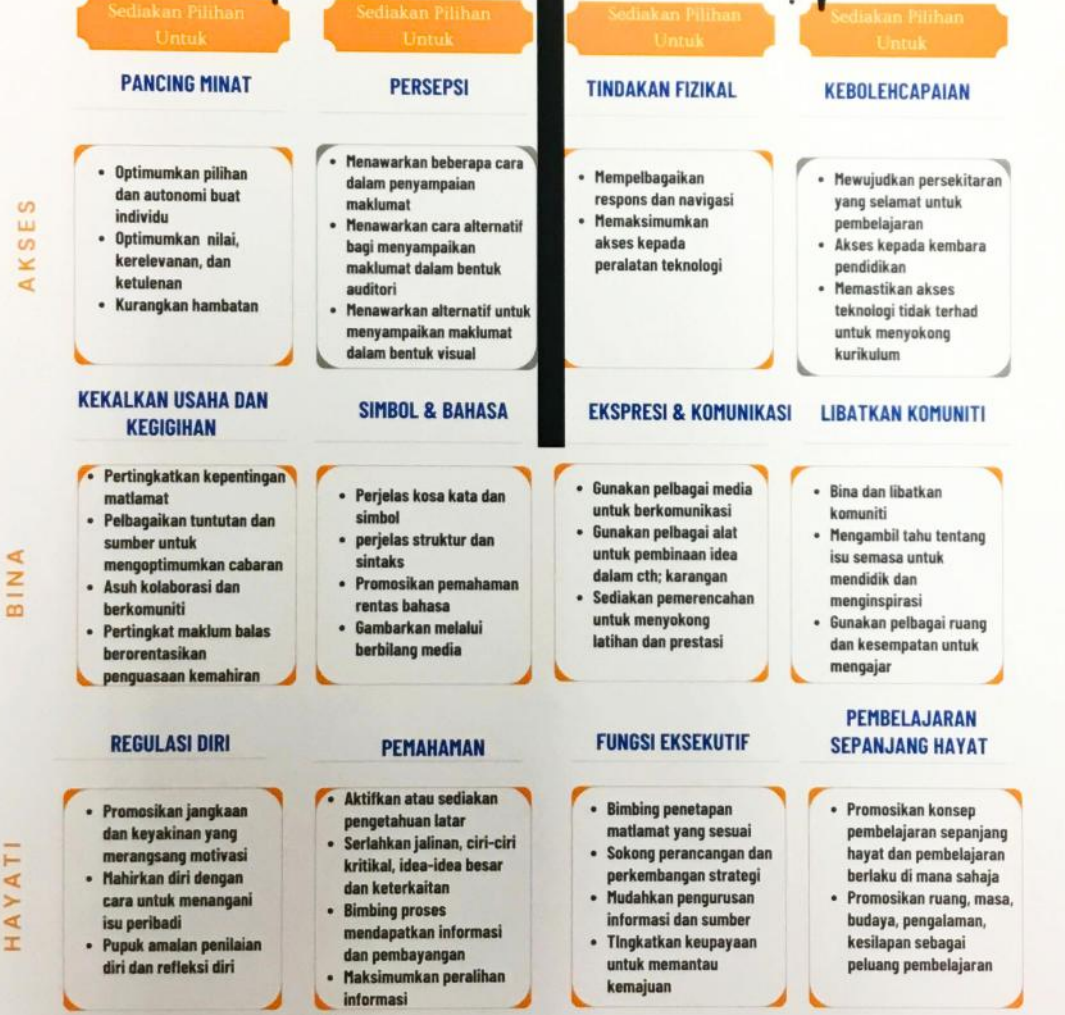 Sediakan Pilihan
Untuk
Sediakan Pilihan
Untuk
Sediakan Pilihan
Untuk
Sediakan Pilihan
Untuk
AKSES
PANCING MINAT
• Optimumkan pilihan
dan autonomi buat
individu
• Optimumkan nilai,
kerelevanan, dan
ketulenan
• Kurangkan hambatan
PERSEPSI
• Menawarkan beberapa cara
dalam penyampaian
maklumat
• Menawarkan cara alternatif
bagi menyampaikan
maklumat dalam bentuk
auditori
• Menawarkan alternatif untuk
menyampaikan maklumat
dalam bentuk visual
TINDAKAN FIZIKAL
• Mempelbagaikan
respons dan navigasi
• Memaksimumkan
akses kepada
peralatan teknologi
KEBOLEHCAPAIAN
• Mewujudkan persekitaran
yang selamat untuk
pembelajaran
• Akses kepada kembara
pendidikan
• Memastikan akses
teknologi tidak terhad
untuk menyokong
kurikulum
BINA
KEKALKAN USAHA DAN
KEGIGIHAN
• Pertingkatkan kepentingan
matlamat
• Pelbagaikan tuntutan dan
sumber untuk
mengoptimumkan cabaran
• Asuh kolaborasi dan
berkomuniti
• Pertingkat maklum balas
berorentasikan
penguasaan kemahiran
SIMBOL & BAHASA
• Perjelas kosa kata dan
simbol
• perjelas struktur dan
sintaks
• Promosikan pemahaman
rentas bahasa
• Gambarkan melalui
berbilang media
EKSPRESI & KOMUNIKASI
• Gunakan pelbagai media
untuk berkomunikasi
• Gunakan pelbagai alat
untuk pembinaan idea
dalam cth; karangan
• Sediakan pemerencahan
untuk menyokong
latihan dan prestasi
LIBATKAN KOMUNITI
• Bina dan libatkan
komuniti
• Mengambil tahu tentang
isu semasa untuk
mendidik dan
menginspirasi
• Gunakan pelbagai ruang
dan kesempatan untuk
mengajar
HAYATI
REGULASI DIRI
• Promosikan jangkaan
dan keyakinan yang
merangsang motivasi
• Mahirkan diri dengan
cara untuk menangani
isu peribadi
• Pupuk amalan penilaian
diri dan refleksi diri
PEMAHAMAN
• Aktifkan atau sediakan
pengetahuan latar
• Serlahkan jalinan, ciri-ciri
kritikal, idea-idea besar
dan keterkaitan
• Bimbing proses
mendapatkan informasi
dan pembayangan
• Maksimumkan peralihan
informasi
FUNGSI EKSEKUTIF
• Bimbing penetapan
matlamat yang sesuai
• Sokong perancangan dan
perkembangan strategi
• Mudahkan pengurusan
informasi dan sumber
• TIngkatkan keupayaan
untuk memantau
kemajuan
PEMBELAJARAN
SEPANJANG HAYAT
• Promosikan konsep
pembelajaran sepanjang
hayat dan pembelajaran
berlaku di mana sahaja
• Promosikan ruang, masa,
budaya, pengalaman,
kesilapan sebagai
peluang pembelajaran